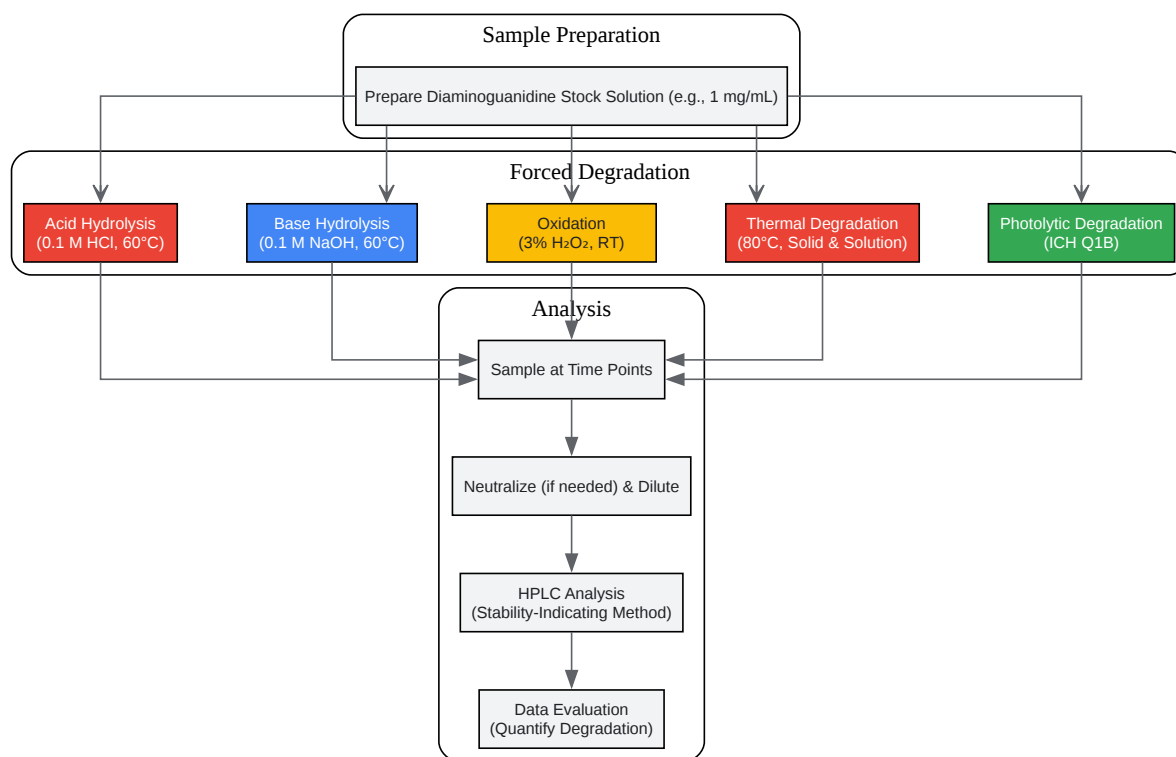 Sample Preparation
Prepare Diaminoguanidine Stock Solution (e.g., 1 mg/mL)
Forced Degradation
Acid Hydrolysis
(0.1 M HCl, 60°C)
Base Hydrolysis
(0.1 M NaOH, 60°C)
Oxidation
(3% H₂O₂, RT)
Thermal Degradation
(80°C, Solid & Solution)
Photolytic Degradation
(ICH Q1B)
Analysis
Sample at Time Points
Neutralize (if needed) & Dilute
HPLC Analysis
(Stability-Indicating Method)
Data Evaluation
(Quantify Degradation)